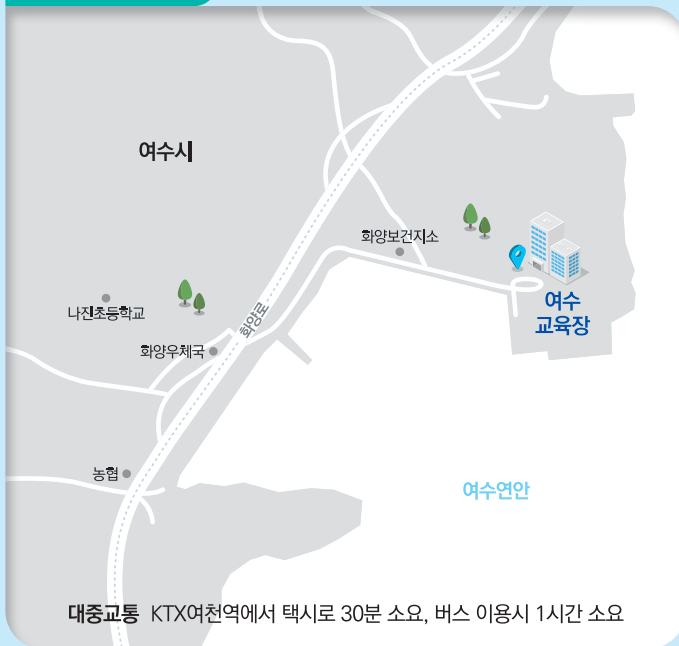 여수시
화양보건지소
여수
교육장
나진초등학교
화양로
화양우체국
농협
여수연안
대중교통 KTX여천역에서 택시로 30분 소요, 버스 이용시 1시간 소요